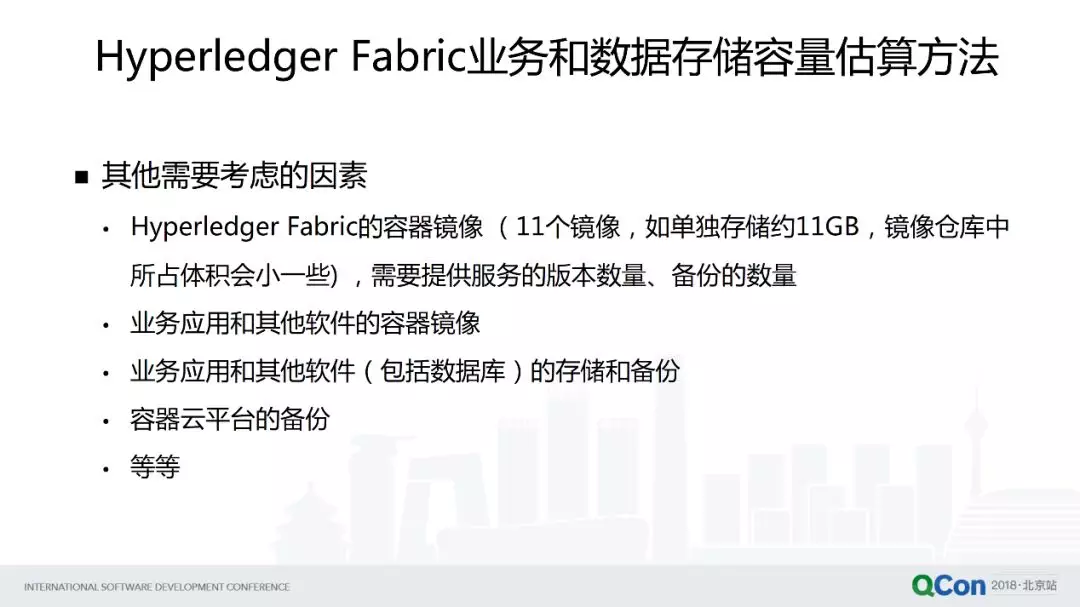 Hyperledger Fabric业务和数据存储容量估算方法
■ 其他需要考虑的因素
• Hyperledger Fabric的容器镜像（11个镜像，如单独存储约11GB，镜像仓库中
所占体积会小一些)，需要提供服务的版本数量、备份的数量
• 业务应用和其他软件的容器镜像
• 业务应用和其他软件（包括数据库）的存储和备份
• 容器云平台的备份
• 等等
INTERNATIONAL SOFTWARE DEVELOPMENT CONFERENCE
QCon 2018·北京站